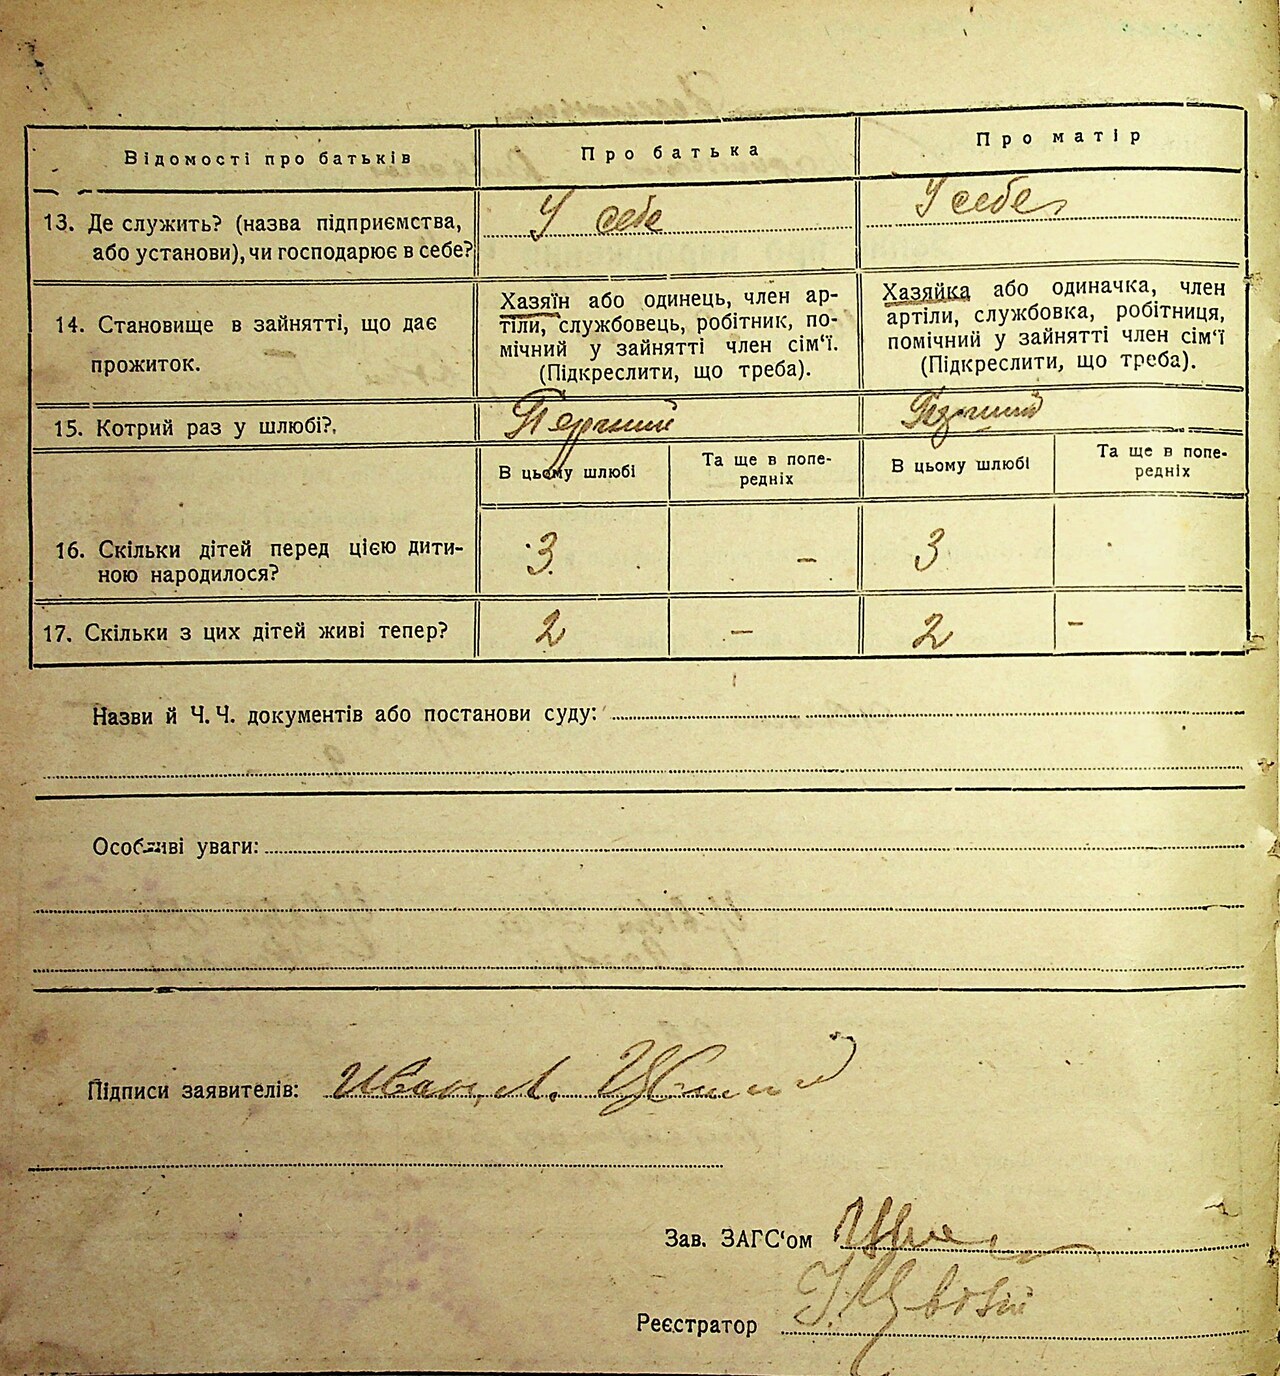 Відомості про батьків Про батька Про матір
13. Де служить? (назва підприємства, У себе У себе
або установи), чи господарює в себе?
14. Становище в зайнятті, що дає
прожиток.
Хазяїн або одинець, член ар-
тіли, службовець, робітник, по-
мічний у зайнятті член сім‘ї.
(Підкреслити, що треба).
Хазяйка або одиначка, член
артіли, службовка, робітниця,
помічний у зайнятті член сім‘ї
(Підкреслити, що треба).
15. Котрий раз у шлюбі?. Перший Перший
В цьому шлюбі Та ще в попе-
редніх
В цьому шлюбі Та ще в попе-
редніх
16. Скільки дітей перед цією дити-
ною народилося? 3 – 3
17. Скільки з цих дітей живі тепер? 2 – 2 –
Назви й Ч. Ч. документів або постанови суду:
Особливі уваги:
Підписи заявителів: Иван Л.
Зав. ЗАГС‘ом
Реєстратор